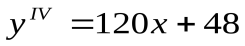 y^{IV} =120x + 48